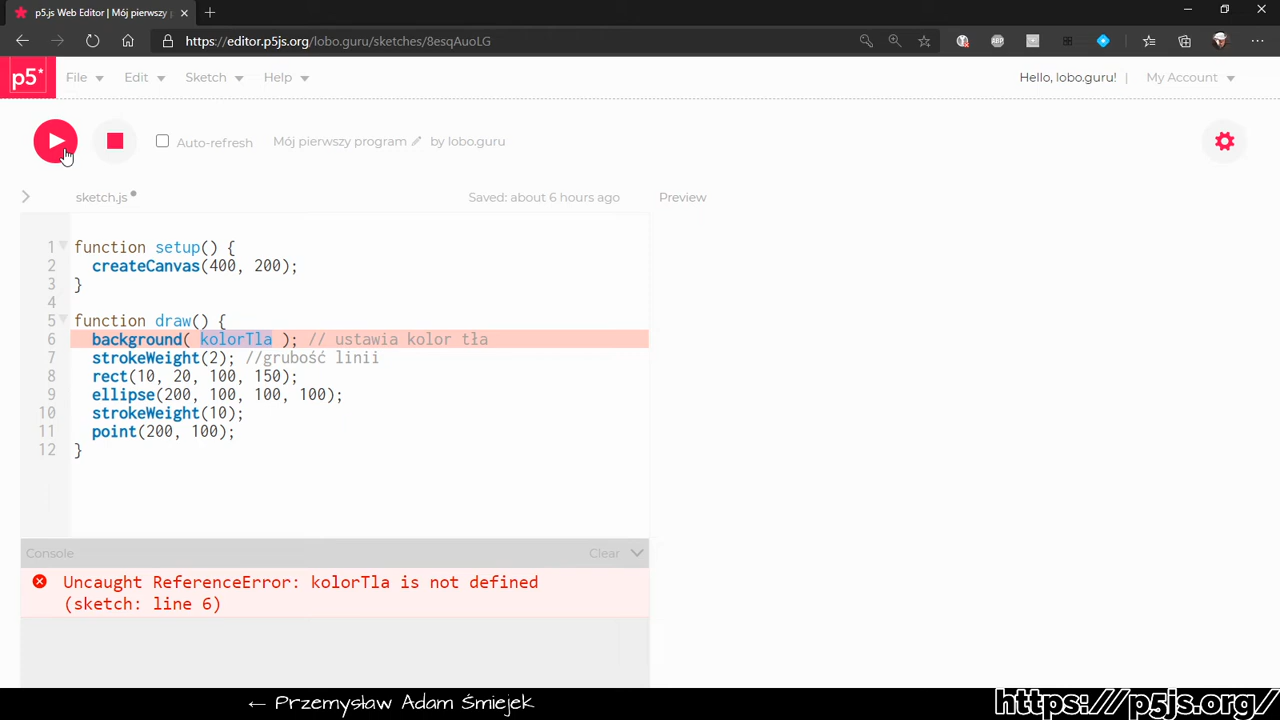 p5.js Web Editor | Mój pierwszy
https://editor.p5js.org/lobo.guru/sketches/8esqAuoLG
ABP
p5*
File Edit Sketch Help Hello, lobo.guru! | My Account
Auto-refresh Mój pierwszy program by lobo.guru
sketch.js Saved: about 6 hours ago Preview
1 function setup() {
2 createCanvas(400, 200);
3 }
4
5 function draw() {
6 background( kolorTla ); // ustawia kolor tła
7 strokeWeight(2); //grubość linii
8 rect(10, 20, 100, 150);
9 ellipse(200, 100, 100, 100);
10 strokeWeight(10);
11 point(200, 100);
12 }
Console Clear
Uncaught ReferenceError: kolorTla is not defined
(sketch: line 6)
← Przemysław Adam Śmiejek https://p5js.org/